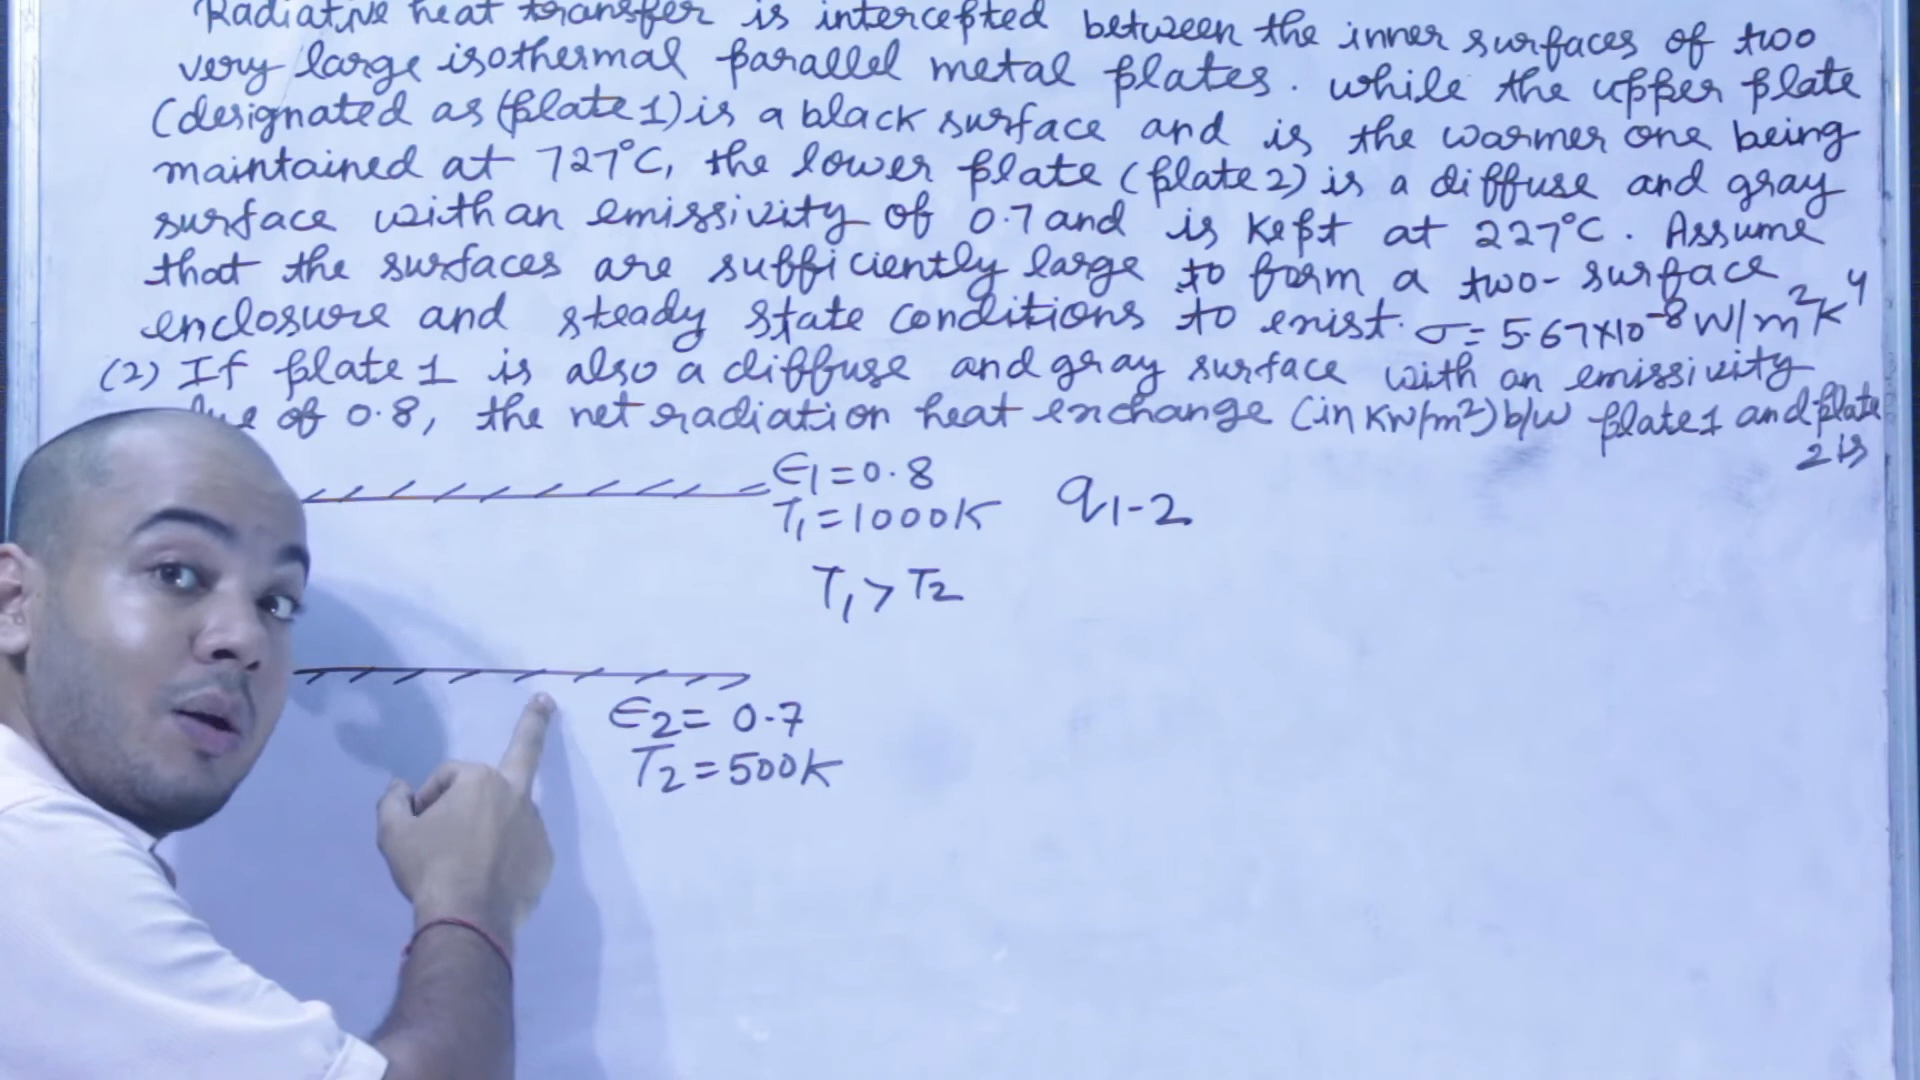 Radiative heat transfer is intercepted between the inner surfaces of two
very large isothermal parallel metal plates. While the upper plate
(designated as (plate 1) is a black surface and is the warmer one being
maintained at 727°C, the lower plate (plate 2) is a diffuse and gray
surface with an emissivity of 0.7 and is kept at 227°C. Assume
that the surfaces are sufficiently large to form a two-surface
enclosure and steady state conditions to exist. σ = 5.67×10⁻⁸ W/m²K⁴
(2) If plate 1 is also a diffuse and gray surface with an emissivity
of 0.8, the net radiation heat exchange (in KW/m²) b/w plate 1 and plate
2 is
ϵ1 = 0.8
T1 = 1000K
q1-2
T1 > T2
ϵ2 = 0.7
T2 = 500K